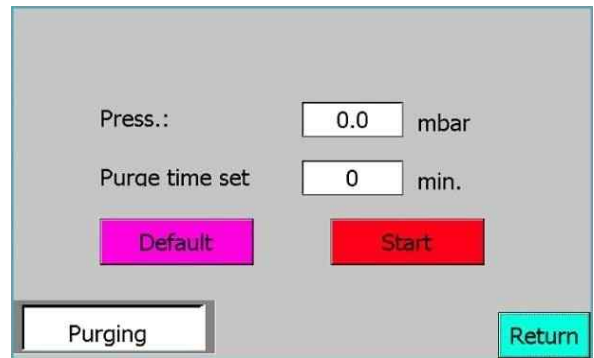 Press.: 0.0 mbar
Purge time set 0 min.
Default Start
Purging
Return